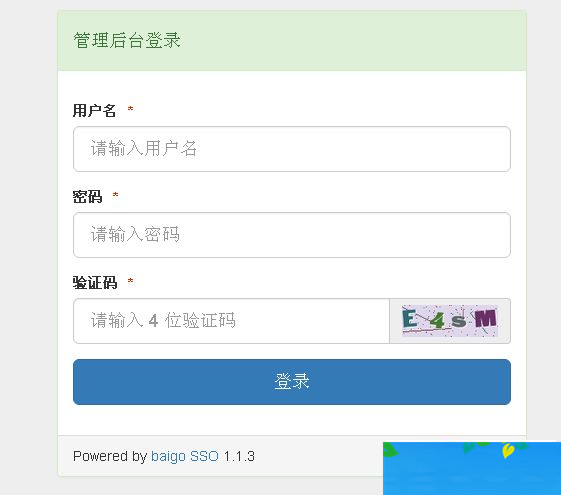 管理后台登录
用户名 *
请输入用户名
密码 *
请输入密码
验证码 *
请输入 4 位验证码 E4sM
登录
Powered by baigo SSO 1.1.3